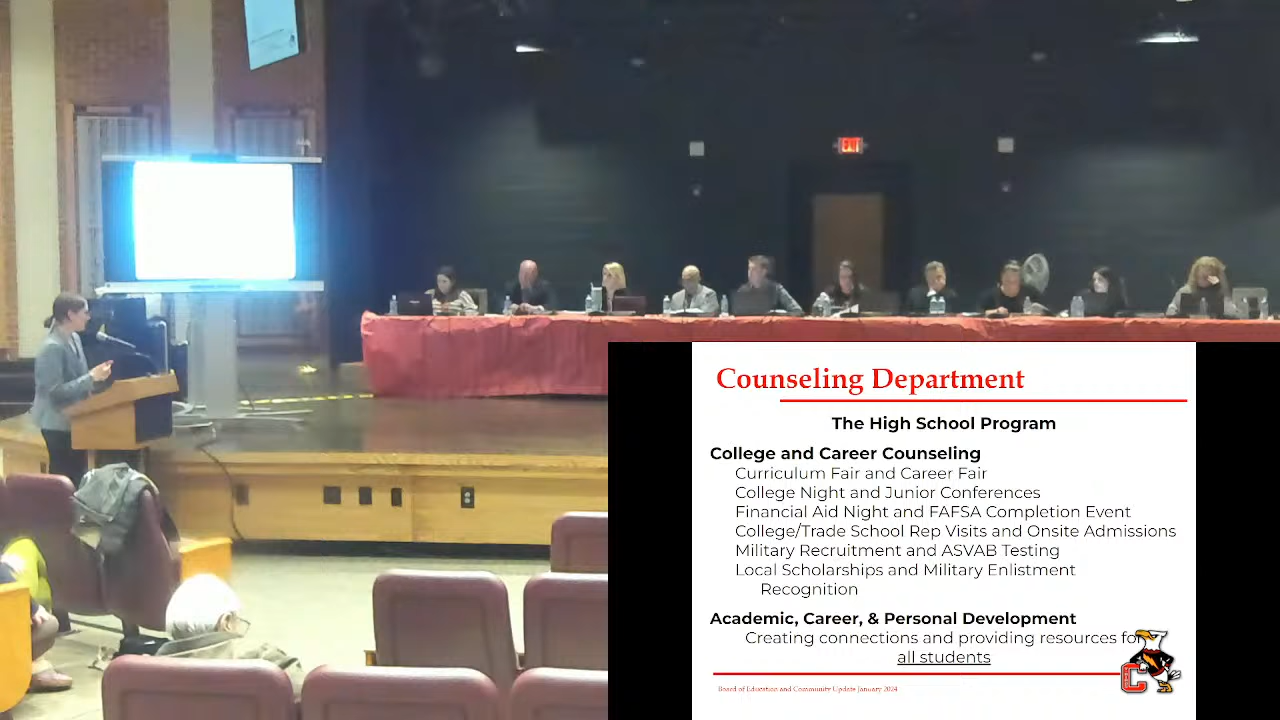 EXIT
Counseling Department
The High School Program
College and Career Counseling
Curriculum Fair and Career Fair
College Night and Junior Conferences
Financial Aid Night and FAFSA Completion Event
College/Trade School Rep Visits and Onsite Admissions
Military Recruitment and ASVAB Testing
Local Scholarships and Military Enlistment
Recognition
Academic, Career, & Personal Development
Creating connections and providing resources for
all students
C
Board of Education and Community Update January 2024